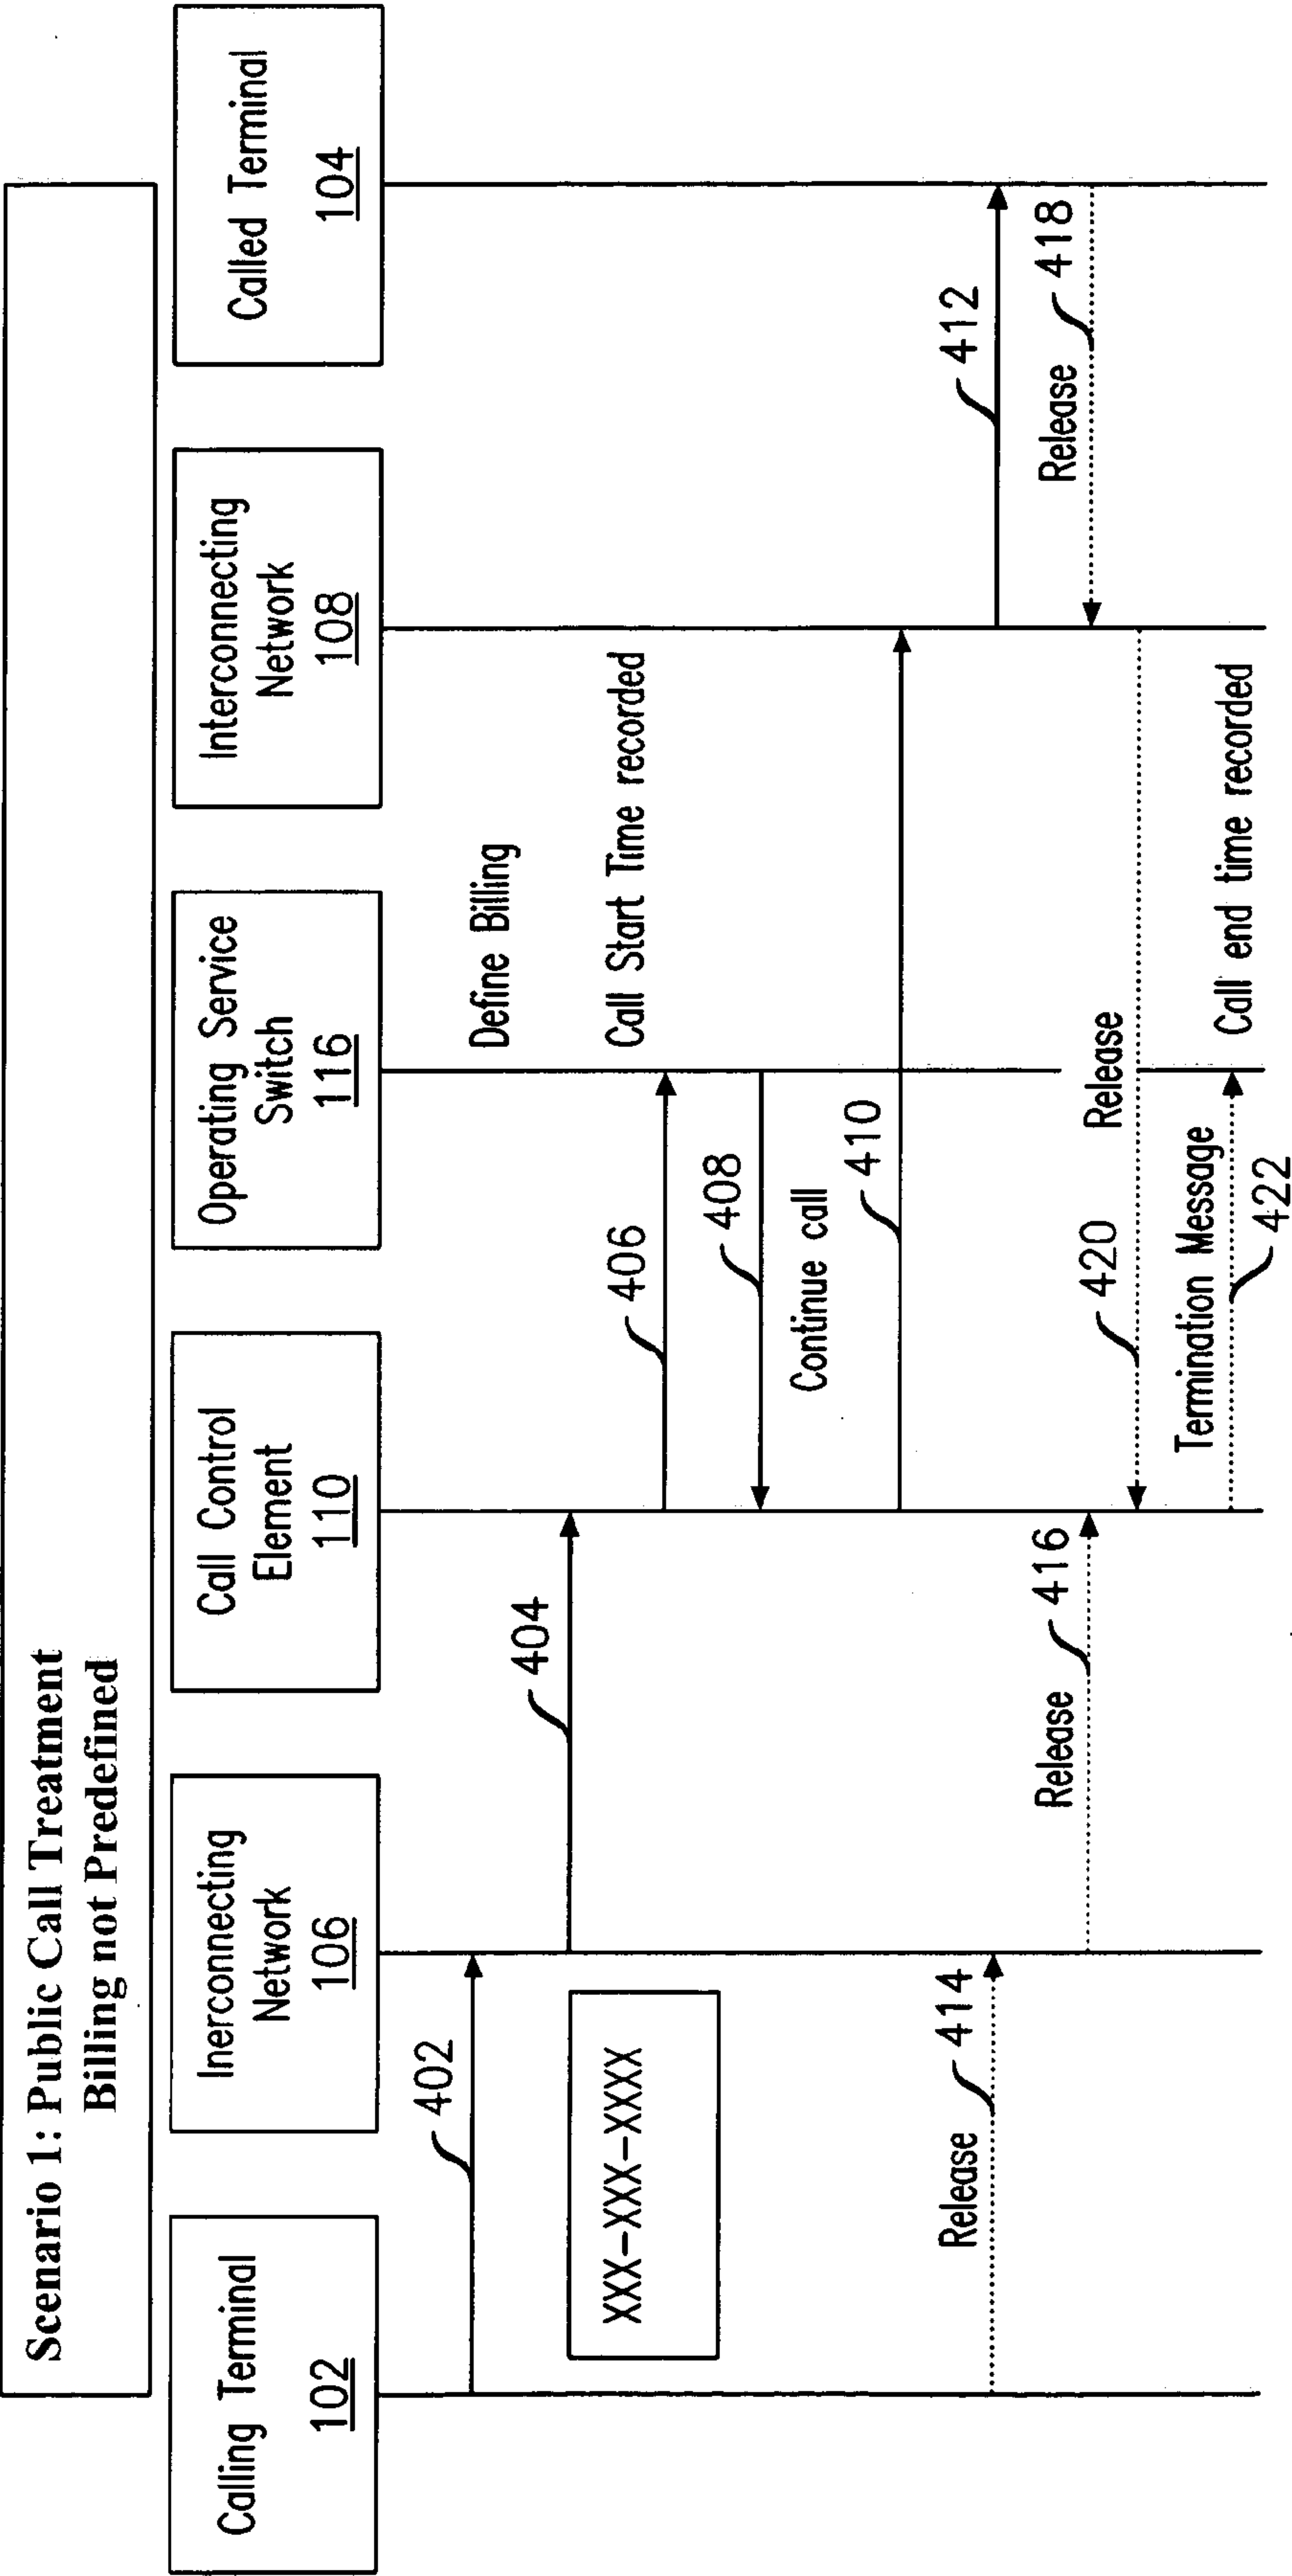 Scenario 1: Public Call Treatment
Billing not Predefined
Calling Terminal
102
Inerconnecting
Network
106
Call Control
Element
110
Operating Service
Switch
116
Interconnecting
Network
108
Called Terminal
104
402
Define Billing
404
XXX-XXX-XXXX
406
Call Start Time recorded
408
Continue call
410
412
Release
414
Release
416
Release
418
420
Release
Termination Message
422
Call end time recorded